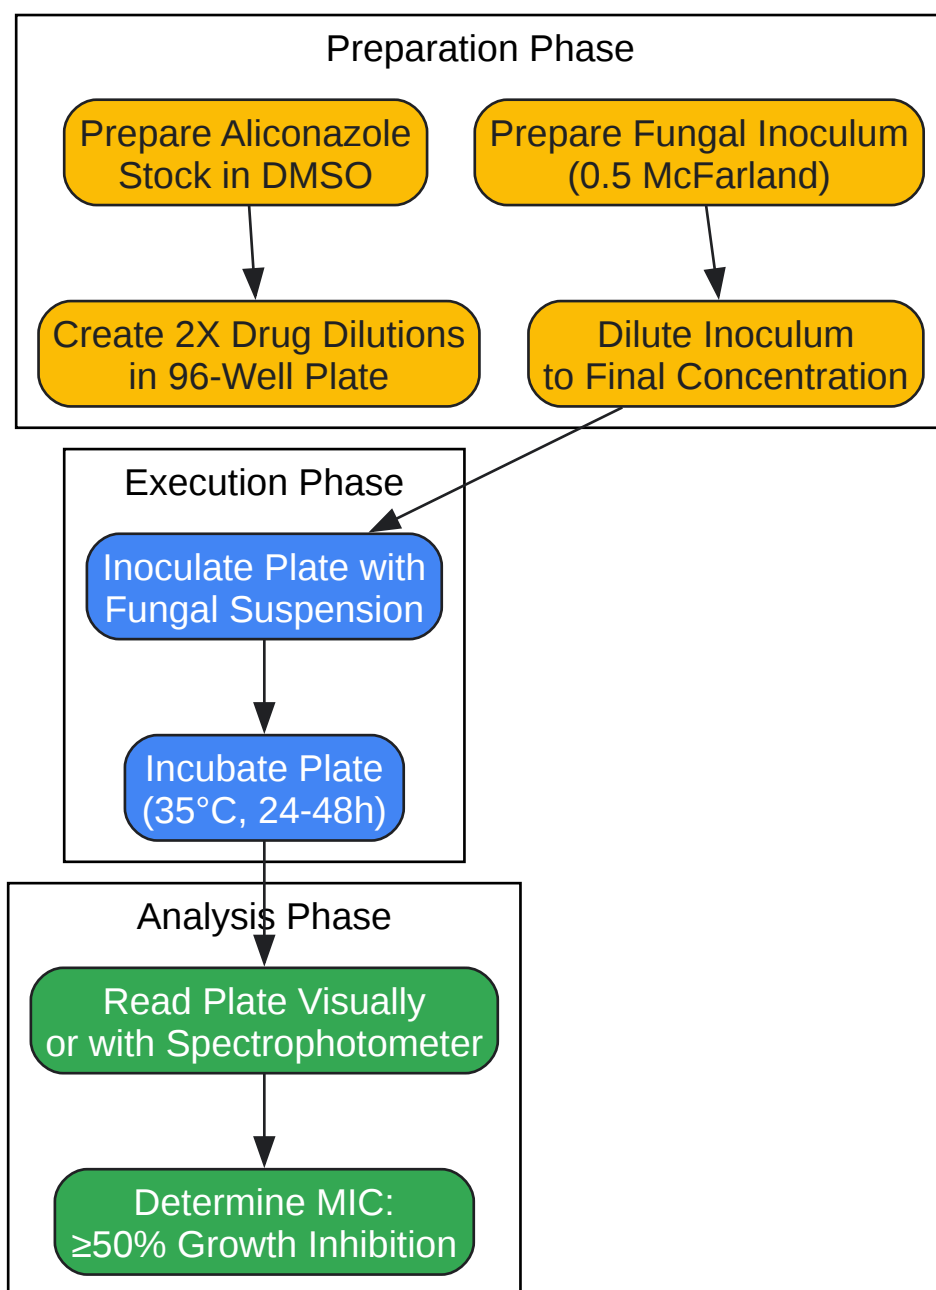 Preparation Phase
Prepare Aliconazole
Stock in DMSO
Prepare Fungal Inoculum
(0.5 McFarland)
Create 2X Drug Dilutions
in 96-Well Plate
Dilute Inoculum
to Final Concentration
Execution Phase
Inoculate Plate with
Fungal Suspension
Incubate Plate
(35°C, 24-48h)
Analysis Phase
Read Plate Visually
or with Spectrophotometer
Determine MIC:
≥50% Growth Inhibition